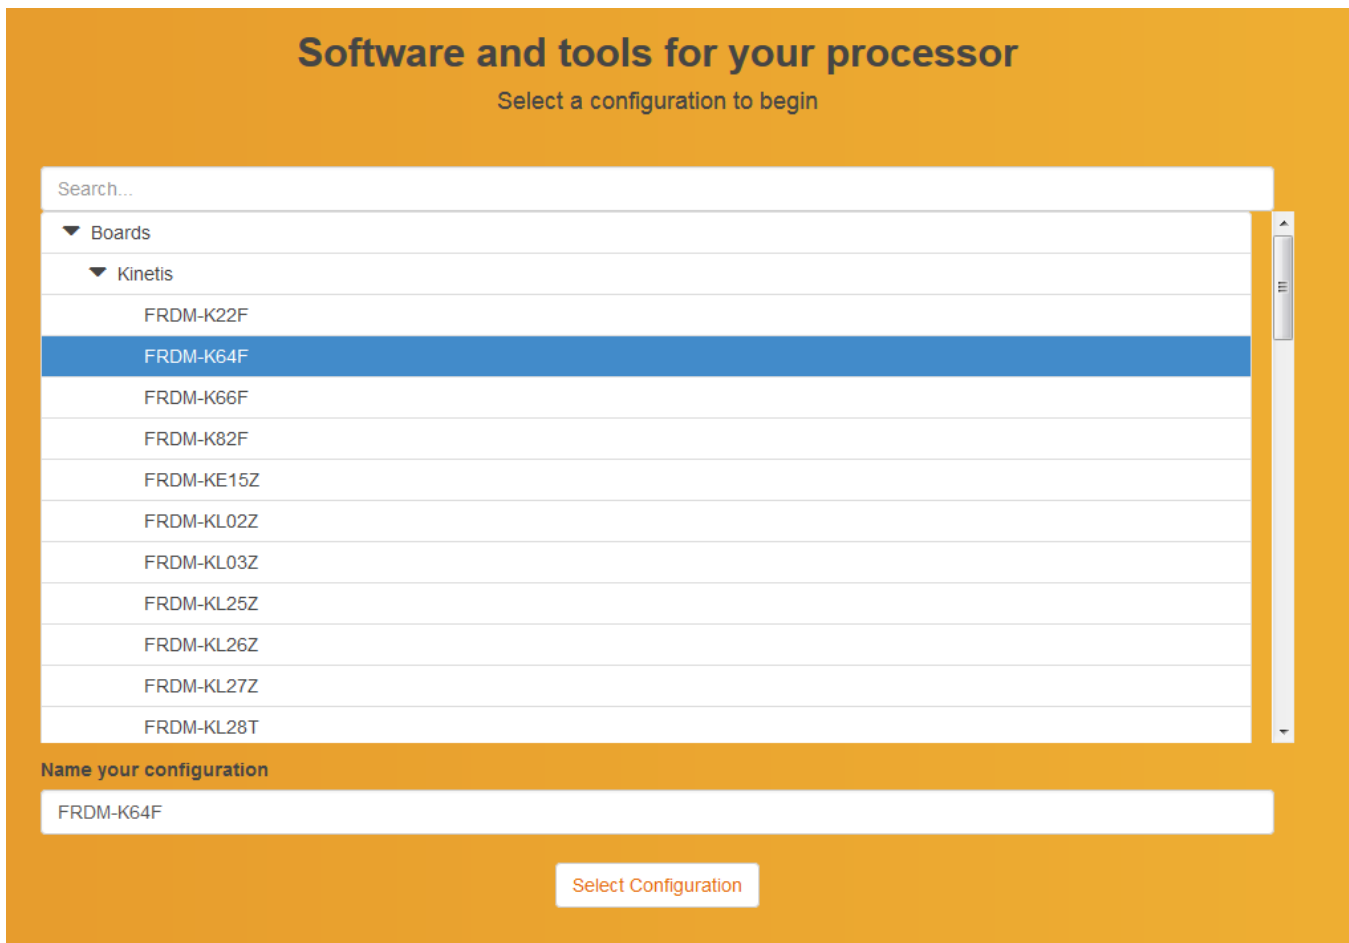 Software and tools for your processor
Select a configuration to begin
Search...
Boards
Kinetis
FRDM-K22F
FRDM-K64F
FRDM-K66F
FRDM-K82F
FRDM-KE15Z
FRDM-KL02Z
FRDM-KL03Z
FRDM-KL25Z
FRDM-KL26Z
FRDM-KL27Z
FRDM-KL28T
Name your configuration
FRDM-K64F
Select Configuration